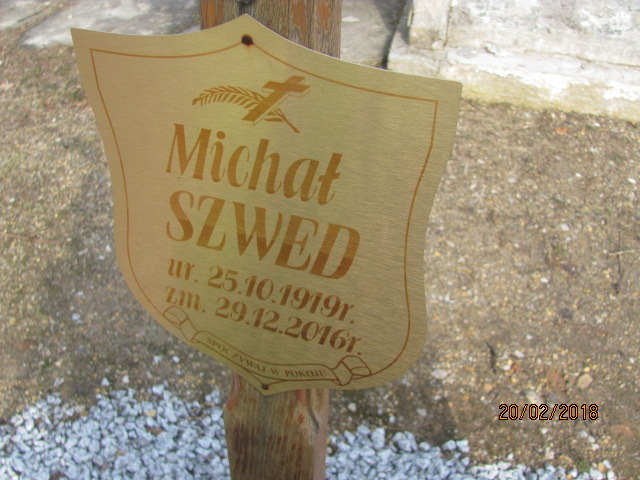 Michał
SZWED
ur. 25.10.1919r.
zm. 29.12.2016r.
SPOCZYWAJ W POKOJU
20/02/2018